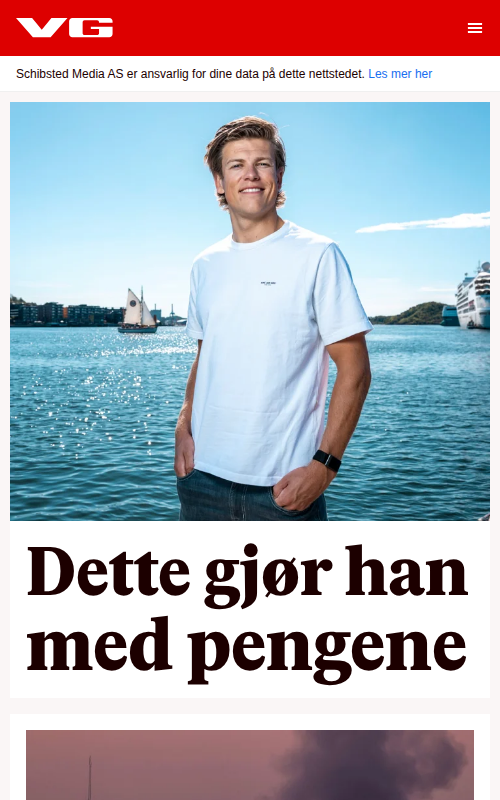 VG
Schibsted Media AS er ansvarlig for dine data på dette nettstedet. Les mer her
Dette gjør han
med pengene